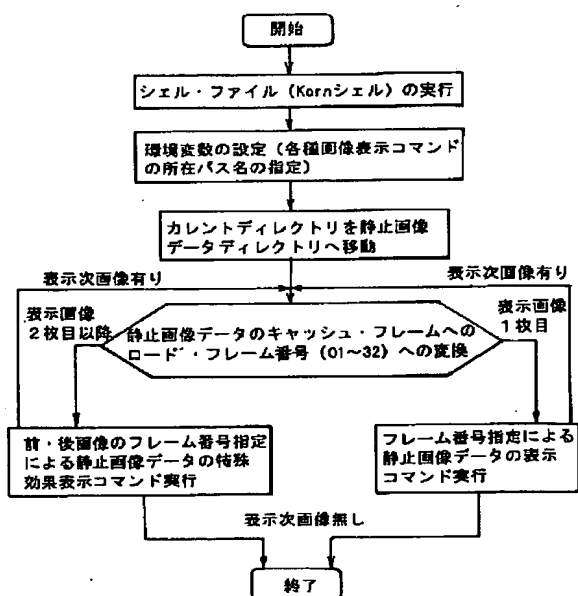 開始
シェル・ファイル（Kornシェル）の実行
環境変数の設定（各種画像表示コマンド
の所在パス名の指定）
カレントディレクトリを静止画像
データディレクトリへ移動
表示次画像有り
表示次画像有り
表示画像
2枚目以降
静止画像データのキャッシュ・フレームへの
ロード・フレーム番号（01〜32）への変換
表示画像
1枚目
前・後画像のフレーム番号指定
による静止画像データの特殊
効果表示コマンド実行
フレーム番号指定による
静止画像データの表示
コマンド実行
表示次画像無し
終了